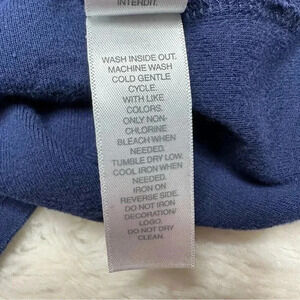 INTERDIT.
WASH INSIDE OUT.
MACHINE WASH
COLD GENTLE
CYCLE.
WITH LIKE
COLORS.
ONLY NON-
CHLORINE
BLEACH WHEN
NEEDED.
TUMBLE DRY LOW.
COOL IRON WHEN
NEEDED.
IRON ON
REVERSE SIDE.
DO NOT IRON
DECORATION/
LOGO.
DO NOT DRY
CLEAN.